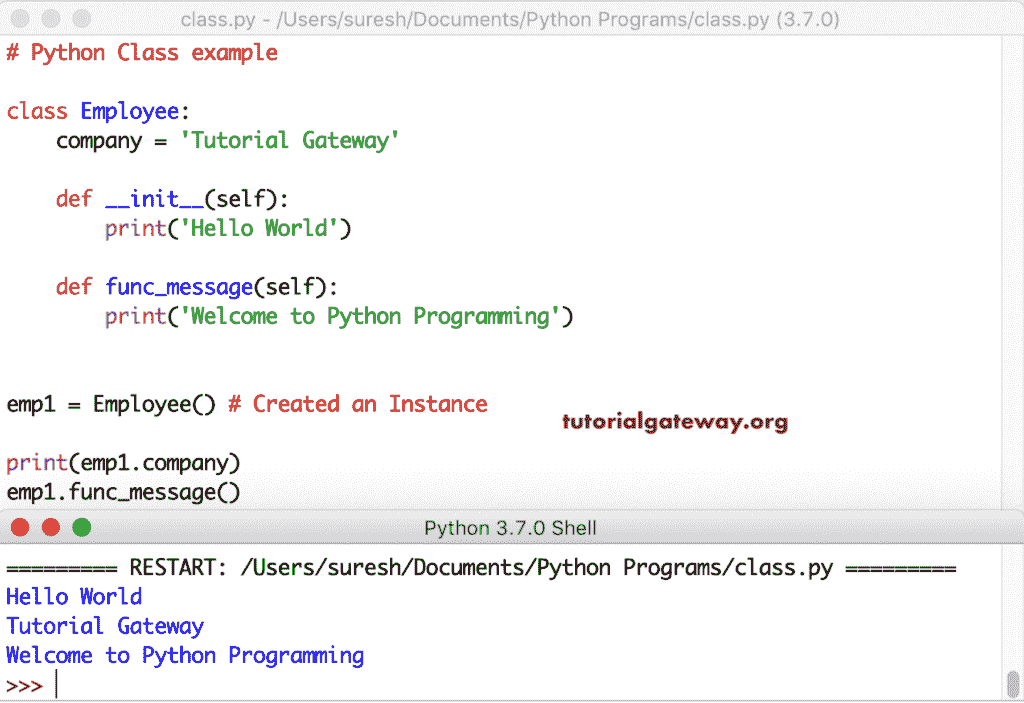 class.py - /Users/suresh/Documents/Python Programs/class.py (3.7.0)
# Python Class example
class Employee:
    company = 'Tutorial Gateway'
    def __init__(self):
        print('Hello World')
    def func_message(self):
        print('Welcome to Python Programming')
emp1 = Employee() # Created an Instance
tutorialgateway.org
print(emp1.company)
emp1.func_message()
Python 3.7.0 Shell
========= RESTART: /Users/suresh/Documents/Python Programs/class.py =========
Hello World
Tutorial Gateway
Welcome to Python Programming
>>>